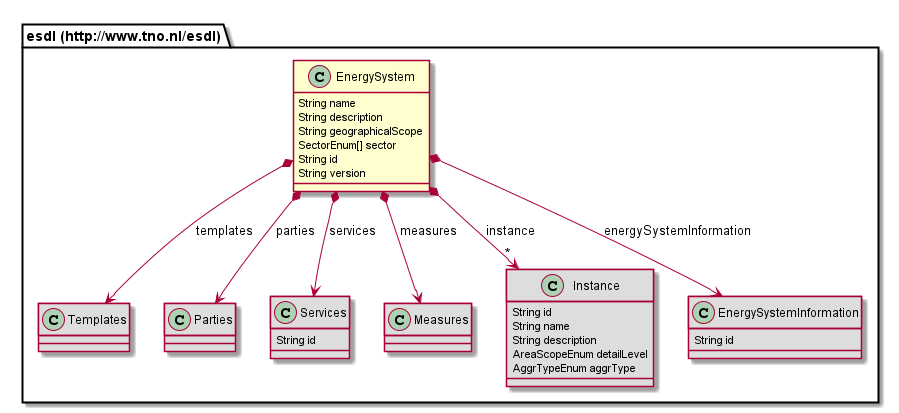 esdl (http://www.tno.nl/esdl)
C EnergySystem
String name
String description
String geographicalScope
SectorEnum[] sector
String id
String version
templates
parties
services
measures
instance
energySystemInformation
*
C Templates
C Parties
C Services
String id
C Measures
C Instance
String id
String name
String description
AreaScopeEnum detailLevel
AggrTypeEnum aggrType
C EnergySystemInformation
String id